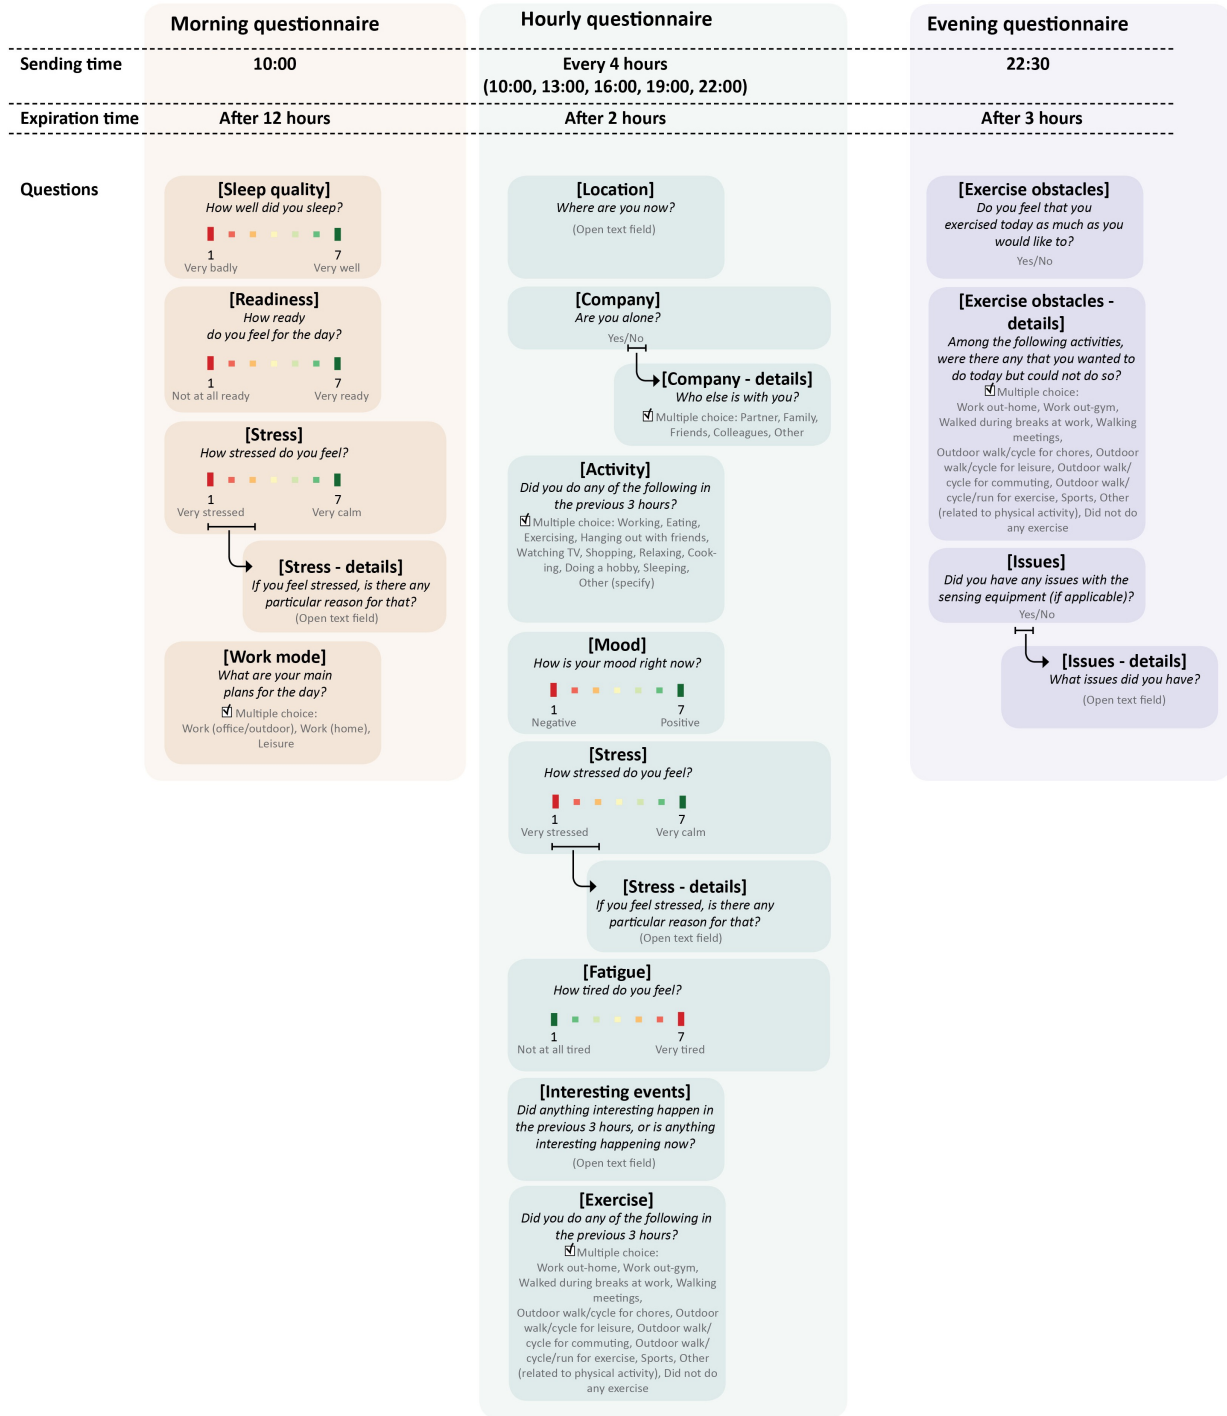 Morning questionnaire
Hourly questionnaire
Evening questionnaire
Sending time
10:00
Every 4 hours
(10:00, 13:00, 16:00, 19:00, 22:00)
22:30
Expiration time
After 12 hours
After 2 hours
After 3 hours
Questions
[Sleep quality]
How well did you sleep?
1
7
Very badly
Very well
[Readiness]
How ready
do you feel for the day?
1
7
Not at all ready
Very ready
[Stress]
How stressed do you feel?
1
7
Very stressed
Very calm
[Stress - details]
If you feel stressed, is there any
particular reason for that?
(Open text field)
[Work mode]
What are your main
plans for the day?
Multiple choice:
Work (office/outdoor), Work (home),
Leisure
[Location]
Where are you now?
(Open text field)
[Company]
Are you alone?
Yes/No
[Company - details]
Who else is with you?
Multiple choice: Partner, Family,
Friends, Colleagues, Other
[Activity]
Did you do any of the following in
the previous 3 hours?
Multiple choice: Working, Eating,
Exercising, Hanging out with friends,
Watching TV, Shopping, Relaxing, Cook-
ing, Doing a hobby, Sleeping,
Other (specify)
[Mood]
How is your mood right now?
1
7
Negative
Positive
[Stress]
How stressed do you feel?
1
7
Very stressed
Very calm
[Stress - details]
If you feel stressed, is there any
particular reason for that?
(Open text field)
[Fatigue]
How tired do you feel?
1
7
Not at all tired
Very tired
[Interesting events]
Did anything interesting happen in
the previous 3 hours, or is anything
interesting happening now?
(Open text field)
[Exercise]
Did you do any of the following in
the previous 3 hours?
Multiple choice:
Work out-home, Work out-gym,
Walked during breaks at work, Walking
meetings,
Outdoor walk/cycle for chores, Outdoor
walk/cycle for leisure, Outdoor walk/
cycle for commuting, Outdoor walk/
cycle/run for exercise, Sports, Other
(related to physical activity), Did not do
any exercise
[Exercise obstacles]
Do you feel that you
exercised today as much as you
would like to?
Yes/No
[Exercise obstacles -
details]
Among the following activities,
were there any that you wanted to
do today but could not do so?
Multiple choice:
Work out-home, Work out-gym,
Walked during breaks at work, Walking
meetings,
Outdoor walk/cycle for chores, Outdoor
walk/cycle for leisure, Outdoor walk/
cycle for commuting, Outdoor walk/
cycle/run for exercise, Sports, Other
(related to physical activity), Did not do
any exercise
[Issues]
Did you have any issues with the
sensing equipment (if applicable)?
Yes/No
[Issues - details]
What issues did you have?
(Open text field)